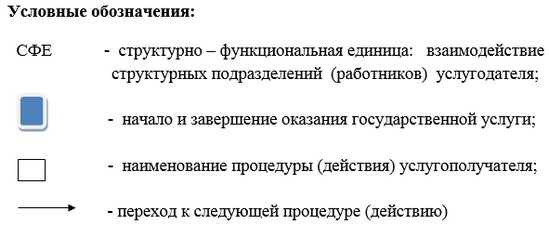 Условные обозначения:
СФЕ - структурно – функциональная единица: взаимодействие
структурных подразделений (работников) услугодателя;
- начало и завершение оказания государственной услуги;
- наименование процедуры (действия) услугополучателя;
- переход к следующей процедуре (действию)